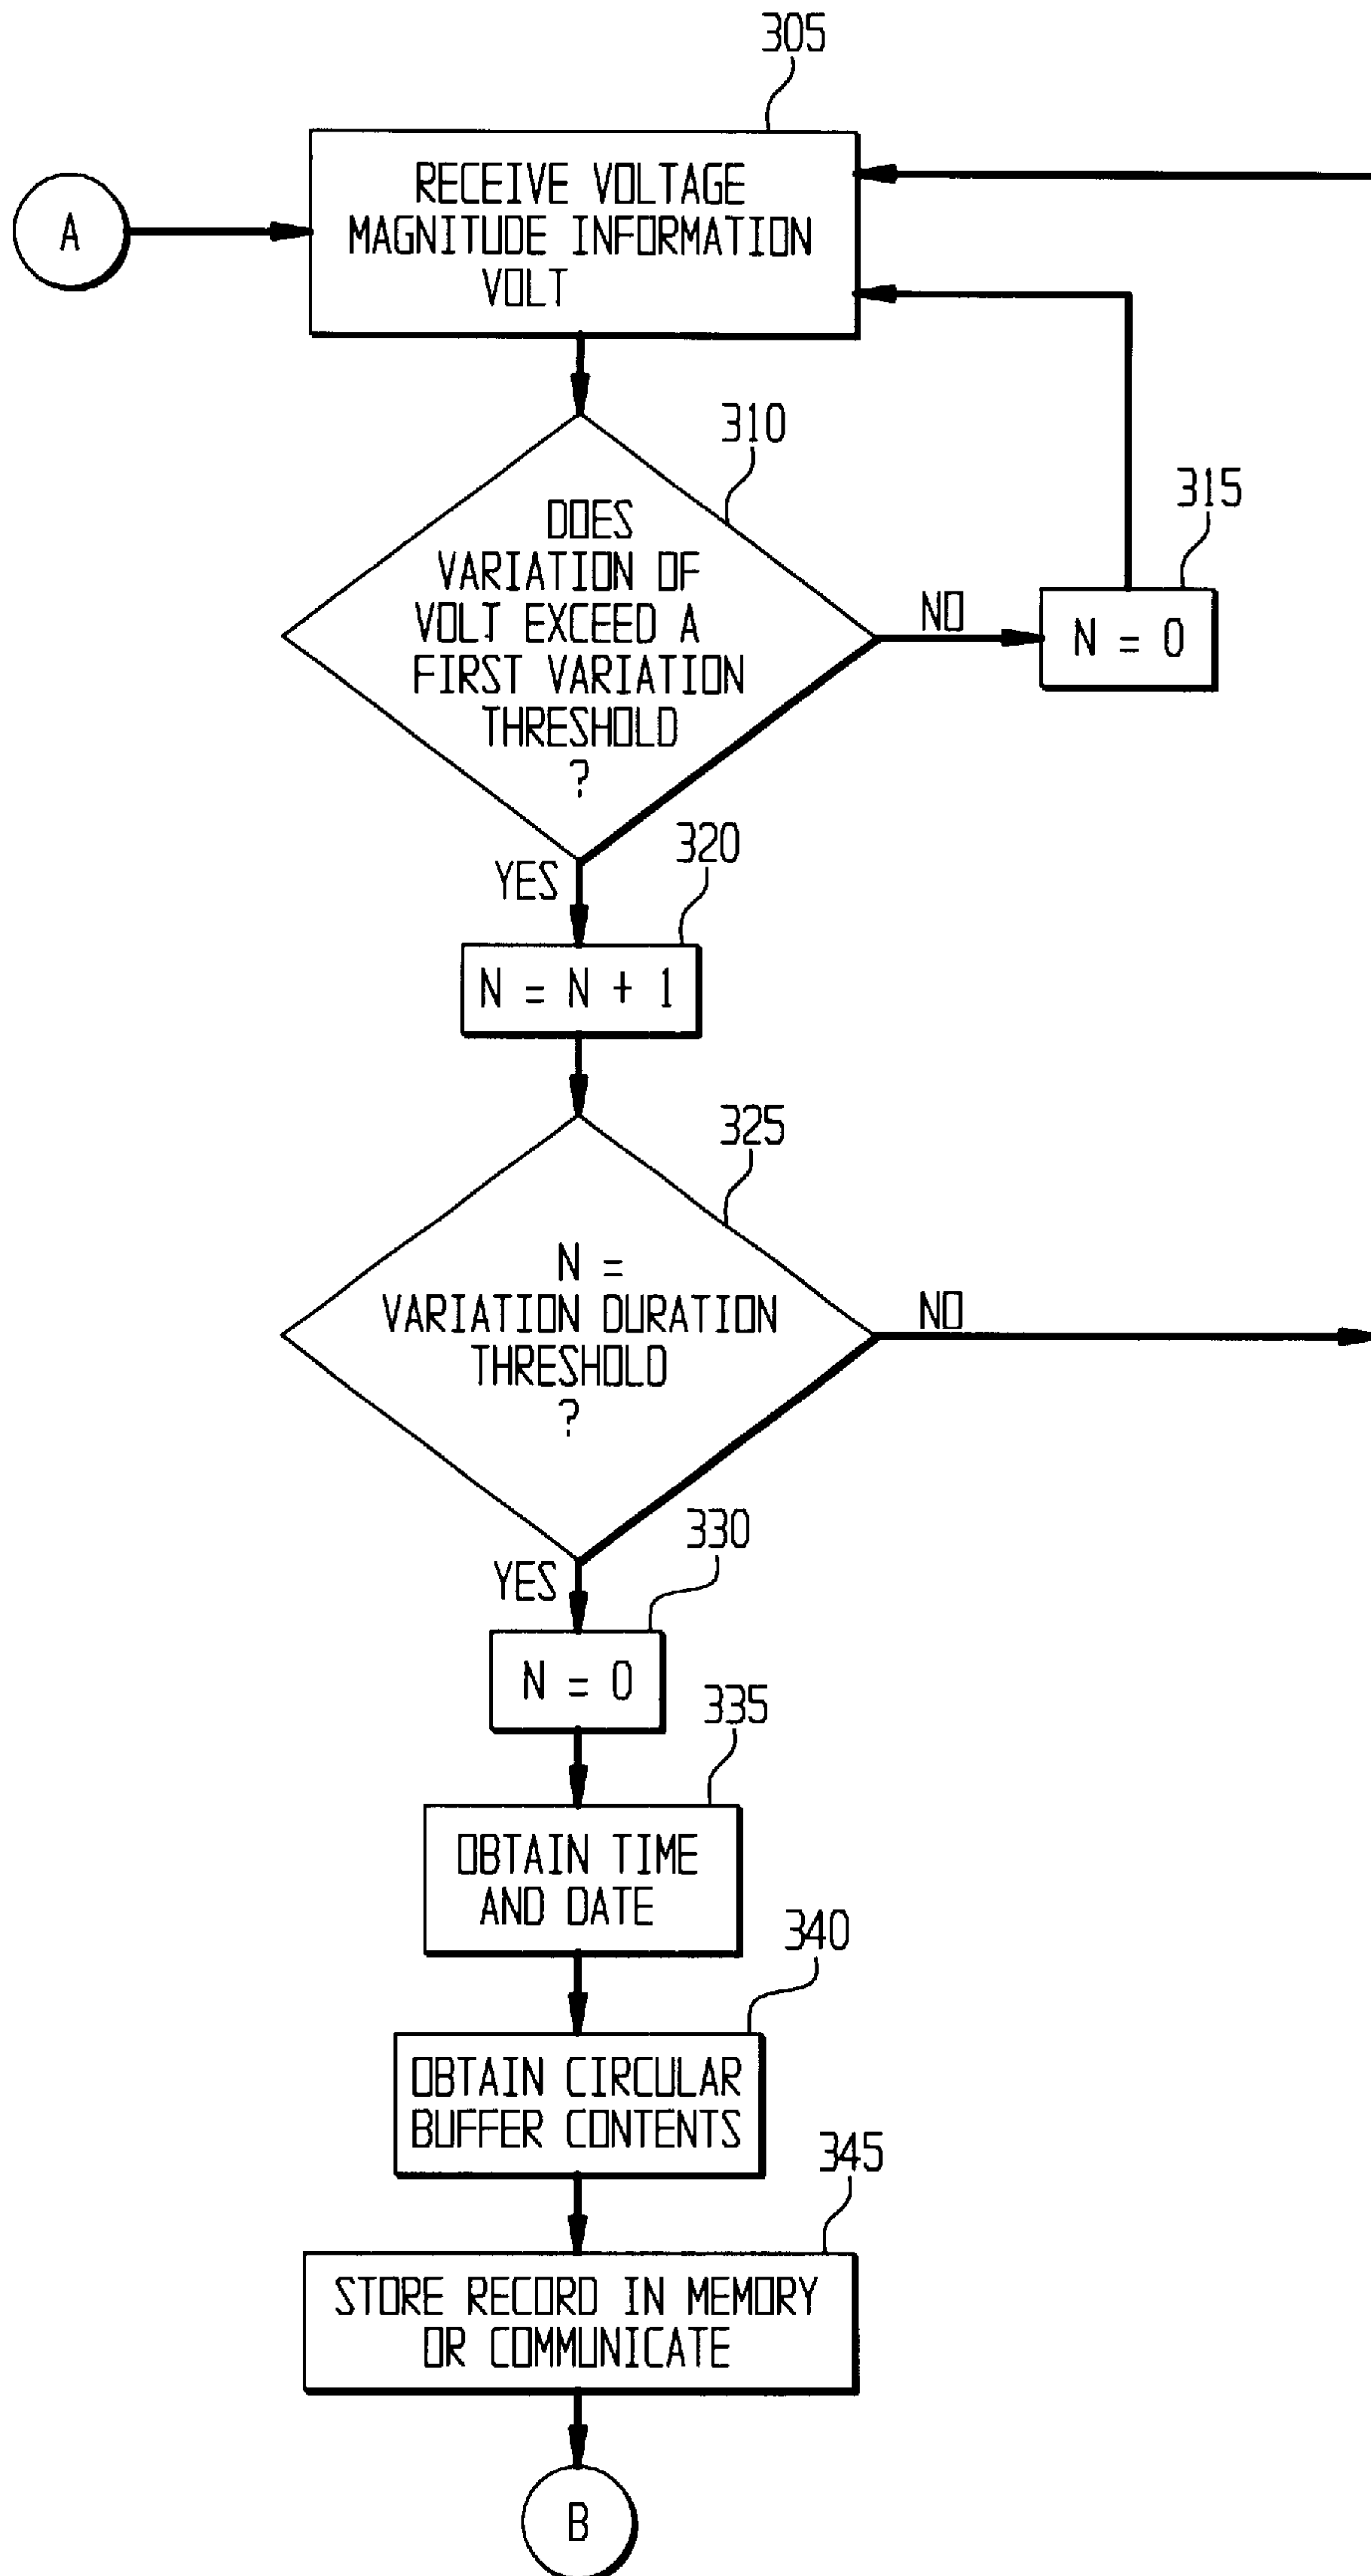 305
RECEIVE VOLTAGE
MAGNITUDE INFORMATION
VOLT
A
310
DOES
VARIATION OF
VOLT EXCEED A
FIRST VARIATION
THRESHOLD
?
NO
315
N = 0
YES
320
N = N + 1
325
N =
VARIATION DURATION
THRESHOLD
?
NO
YES
330
N = 0
335
OBTAIN TIME
AND DATE
340
OBTAIN CIRCULAR
BUFFER CONTENTS
345
STORE RECORD IN MEMORY
OR COMMUNICATE
B